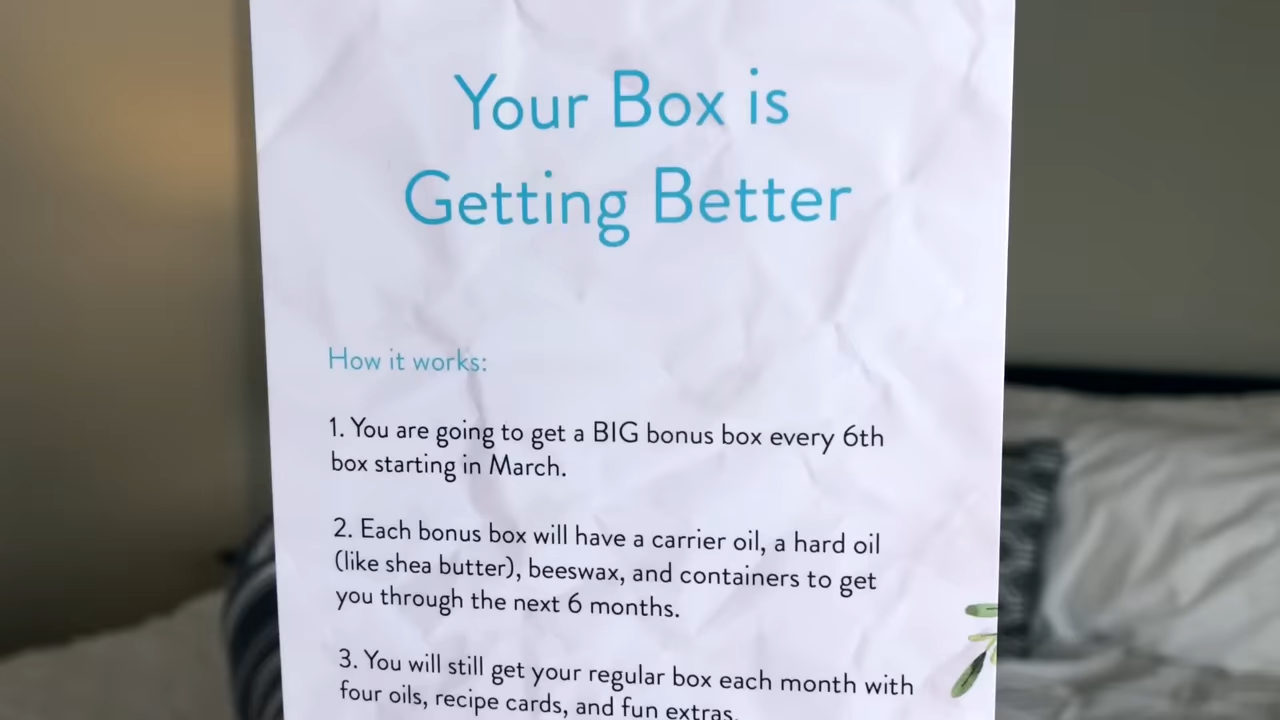 Your Box is
Getting Better
How it works:
1. You are going to get a BIG bonus box every 6th
box starting in March.
2. Each bonus box will have a carrier oil, a hard oil
(like shea butter), beeswax, and containers to get
you through the next 6 months.
3. You will still get your regular box each month with
four oils, recipe cards, and fun extras.